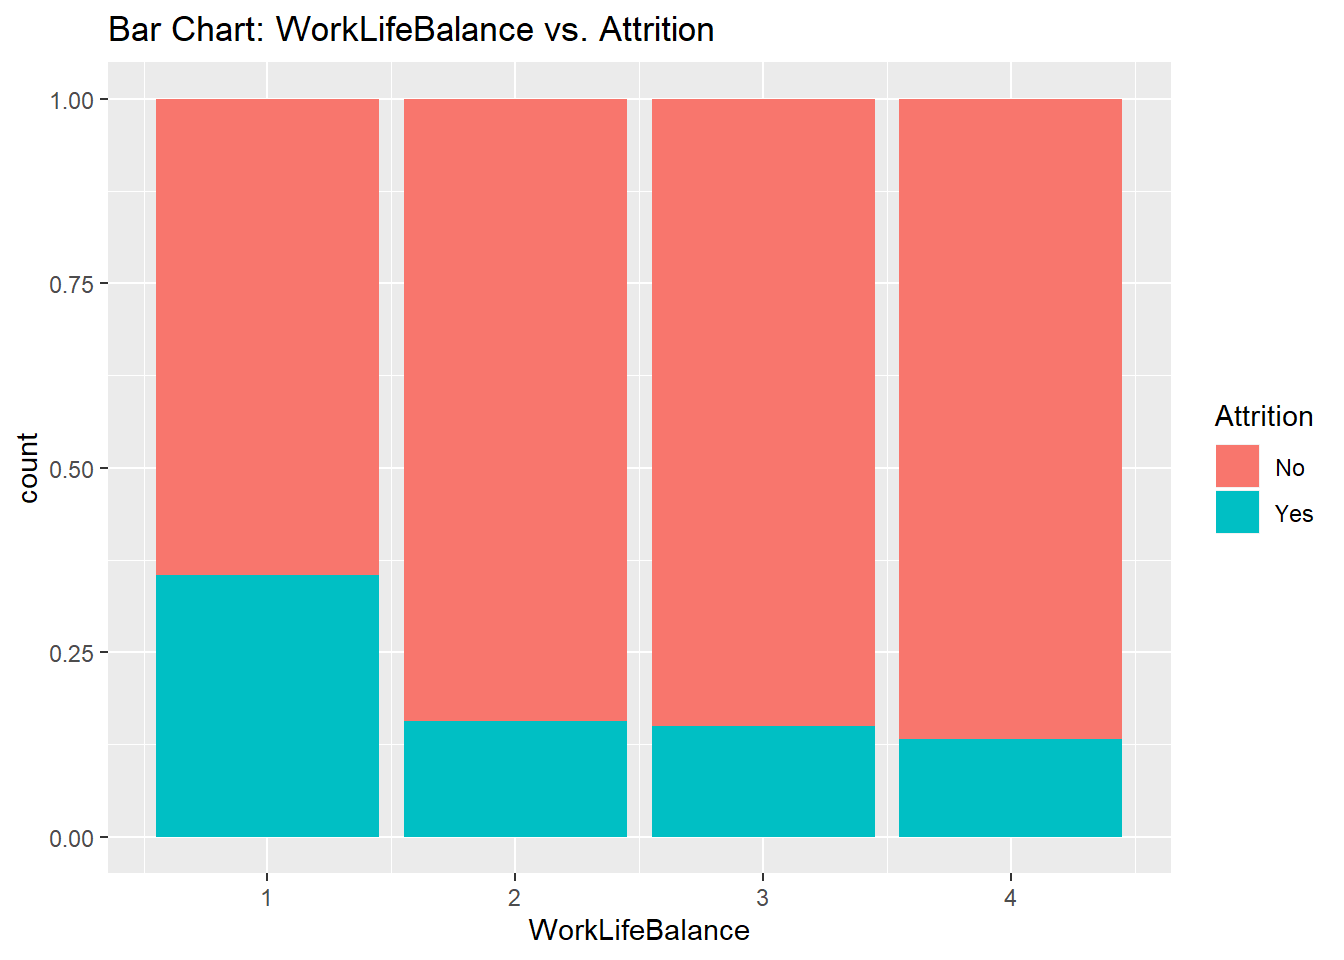 Bar Chart: WorkLifeBalance vs. Attrition
1.00
0.75
0.50
0.25
0.00
count
1 2 3 4
WorkLifeBalance
Attrition
No
Yes